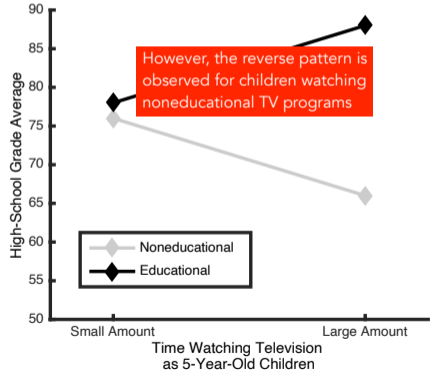 90
85
80
75
70
65
60
55
50
High-School Grade Average
However, the reverse pattern is
observed for children watching
noneducational TV programs
Noneducational
Educational
Small Amount
Large Amount
Time Watching Television
as 5-Year-Old Children